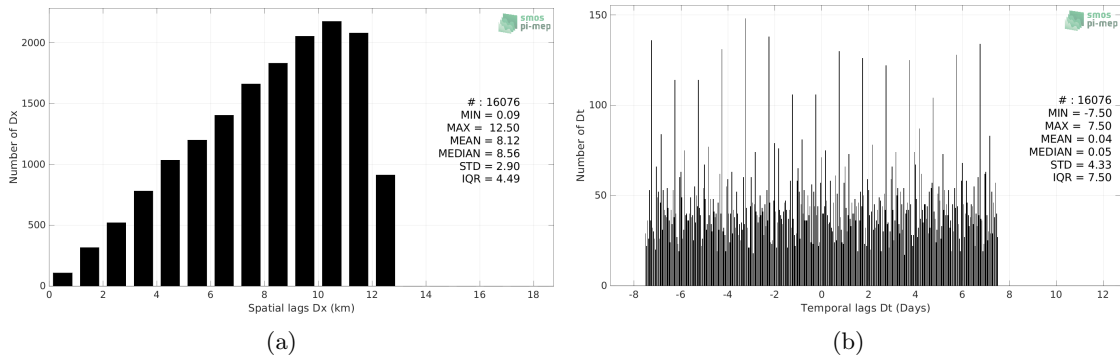 smos
pi-mep
2000
1500
1000
500
0
Number of Dx
# : 16076
MIN = 0.09
MAX = 12.50
MEAN = 8.12
MEDIAN = 8.56
STD = 2.90
IQR = 4.49
0 2 4 6 8 10 12 14 16 18
Spatial lags Dx (km)
(a)
smos
pi-mep
150
100
50
0
Number of Dt
# : 16076
MIN = -7.50
MAX = 7.50
MEAN = 0.04
MEDIAN = 0.05
STD = 4.33
IQR = 7.50
-8 -6 -4 -2 0 2 4 6 8 10 12
Temporal lags Dt (Days)
(b)